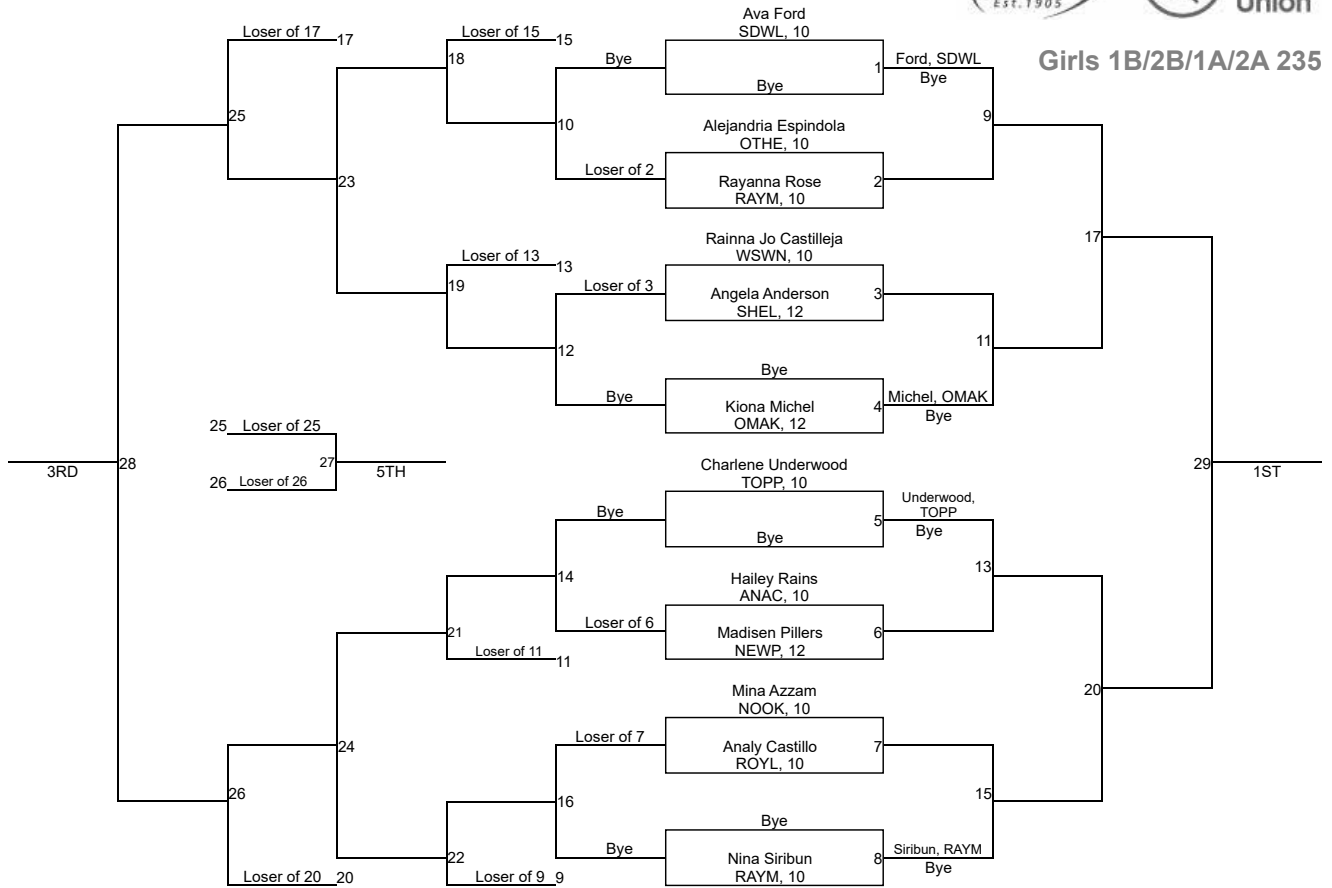 Est. 1905
Union
Girls 1B/2B/1A/2A 235
Loser of 17
17
Loser of 15
15
18
Bye
Ava Ford
SDWL, 10
Bye
1
Ford, SDWL
Bye
25
10
9
Alejandria Espindola
OTHE, 10
Loser of 2
Rayanna Rose
RAYM, 10
2
23
Rainna Jo Castilleja
WSWN, 10
17
Loser of 13
13
19
Loser of 3
Angela Anderson
SHEL, 12
3
12
11
Bye
Bye
Kiona Michel
OMAK, 12
4
Michel, OMAK
Bye
25
Loser of 25
3RD
28
27
5TH
26
Loser of 26
Charlene Underwood
TOPP, 10
29
1ST
Bye
Bye
5
Underwood,
TOPP
Bye
14
13
Hailey Rains
ANAC, 10
21
Loser of 6
Madisen Pillers
NEWP, 12
6
Loser of 11
11
Mina Azzam
NOOK, 10
20
24
Loser of 7
Analy Castillo
ROYL, 10
7
26
16
15
Bye
22
Bye
Nina Siribun
RAYM, 10
8
Siribun, RAYM
Bye
Loser of 20
20
Loser of 9
9